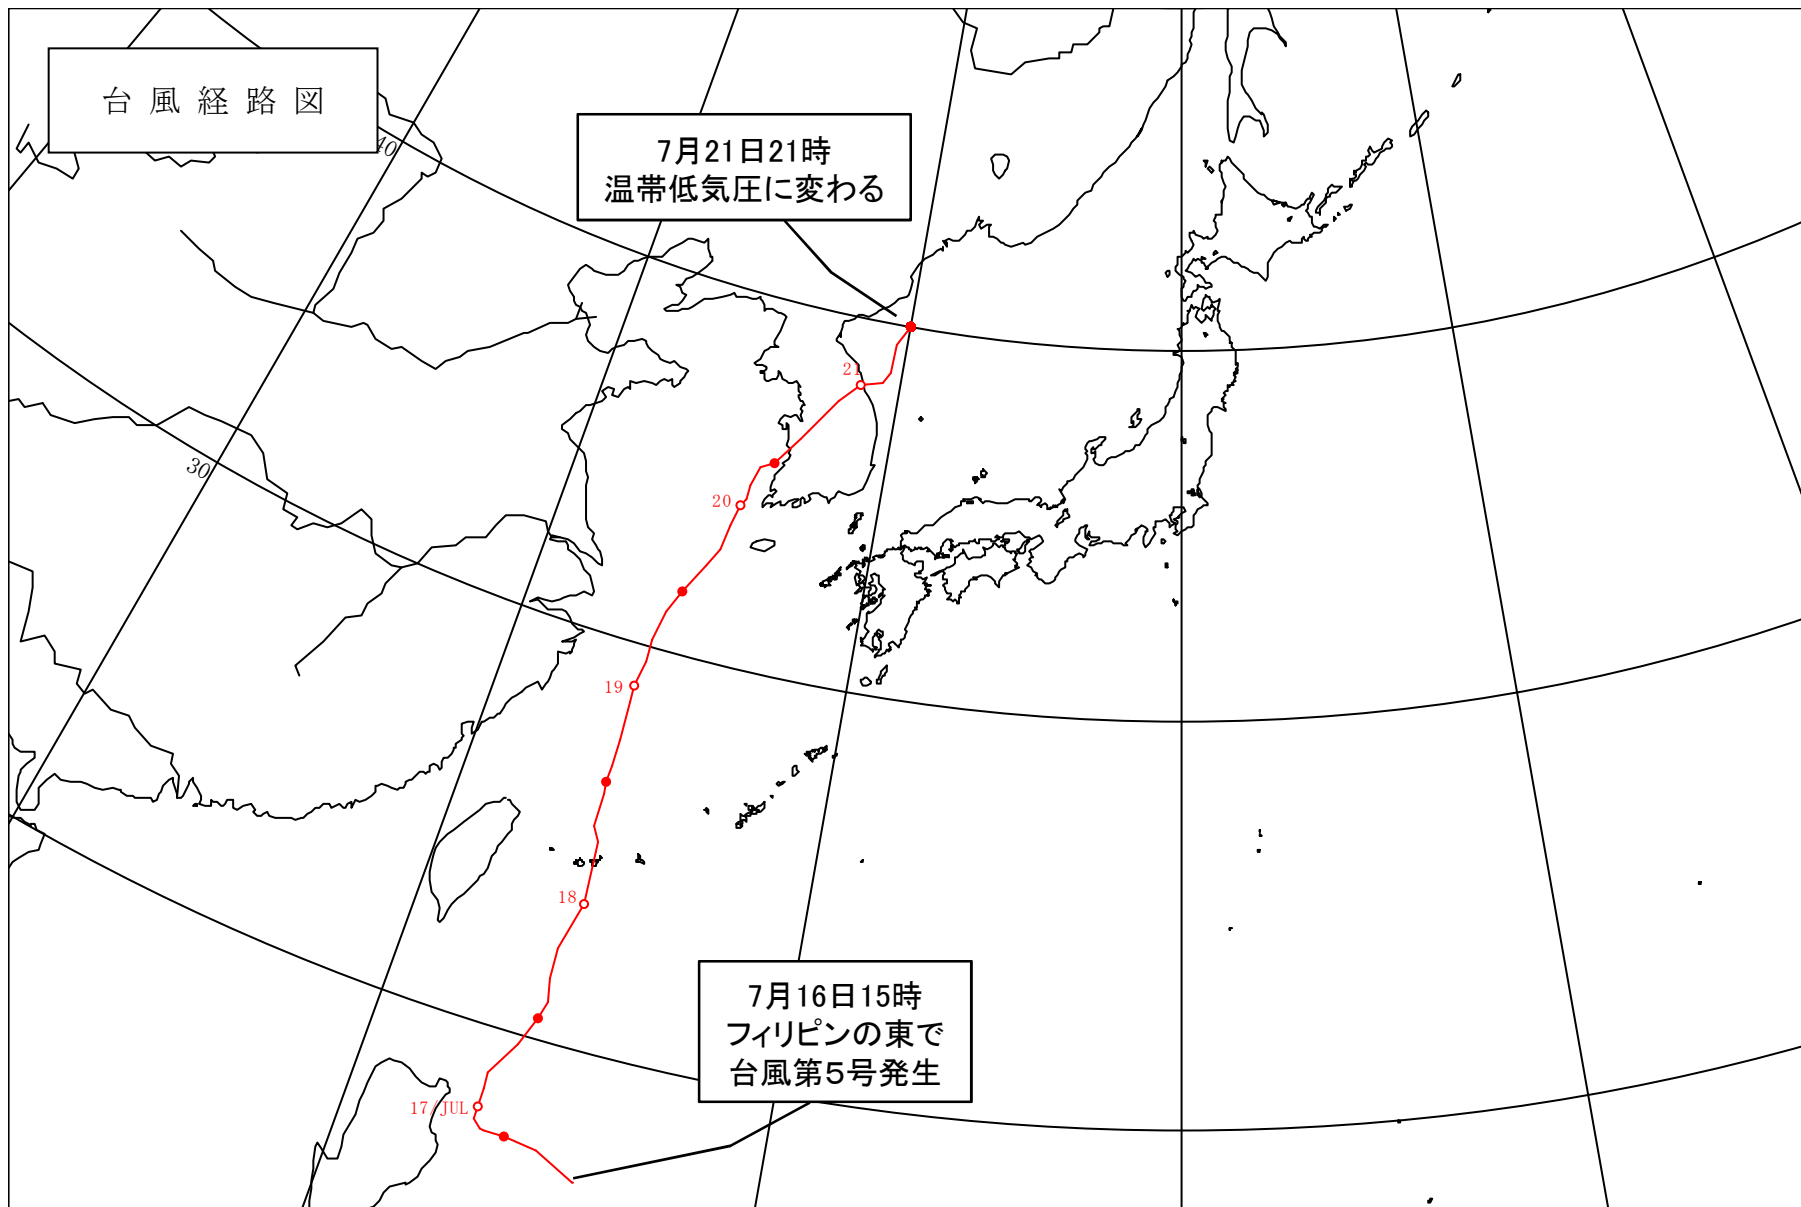 台風経路図
40
7月21日21時
温帯低気圧に変わる
21
30
20
19
18
7月16日15時
フィリピンの東で
台風第5号発生
17/JUL